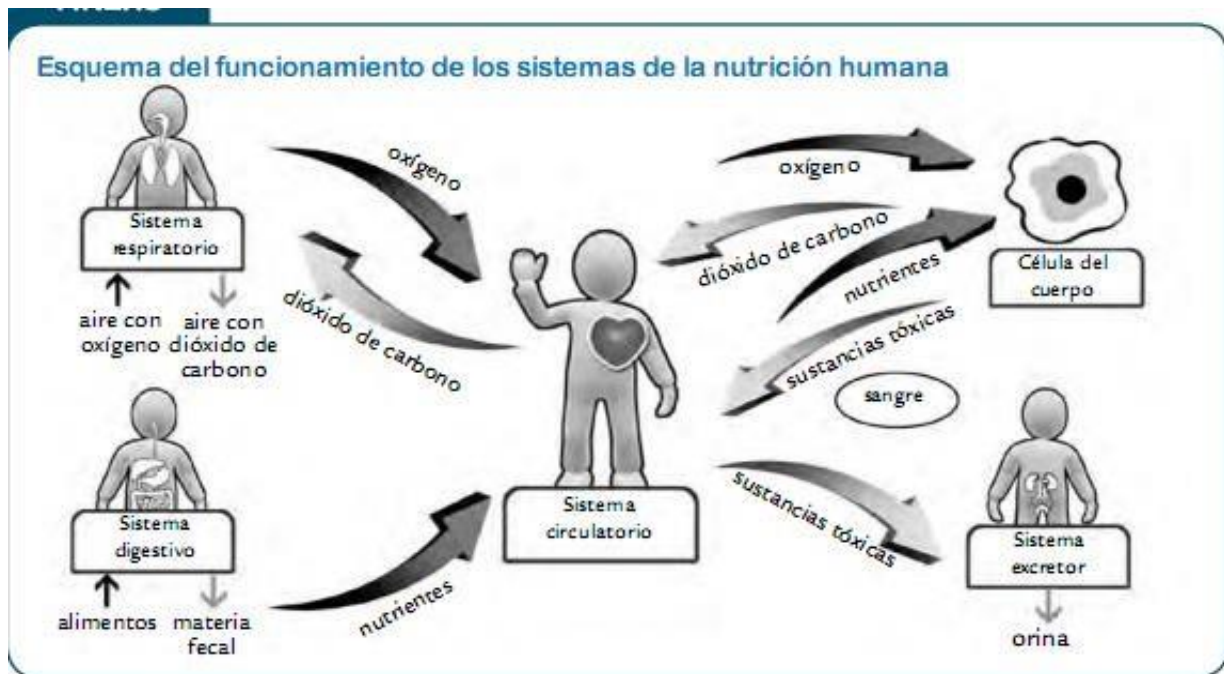 Esquema del funcionamiento de los sistemas de la nutrición humana
oxígeno
oxígeno
Sistema
respiratorio
dióxido de carbono
dióxido de carbono
nutrientes
Célula del
cuerpo
aire con
oxígeno
aire con
dióxido de
carbono
sustancias tóxicas
sangre
Sistema
digestivo
Sistema
circulatorio
sustancias tóxicas
Sistema
excretor
alimentos
materia
fecal
nutrientes
orina